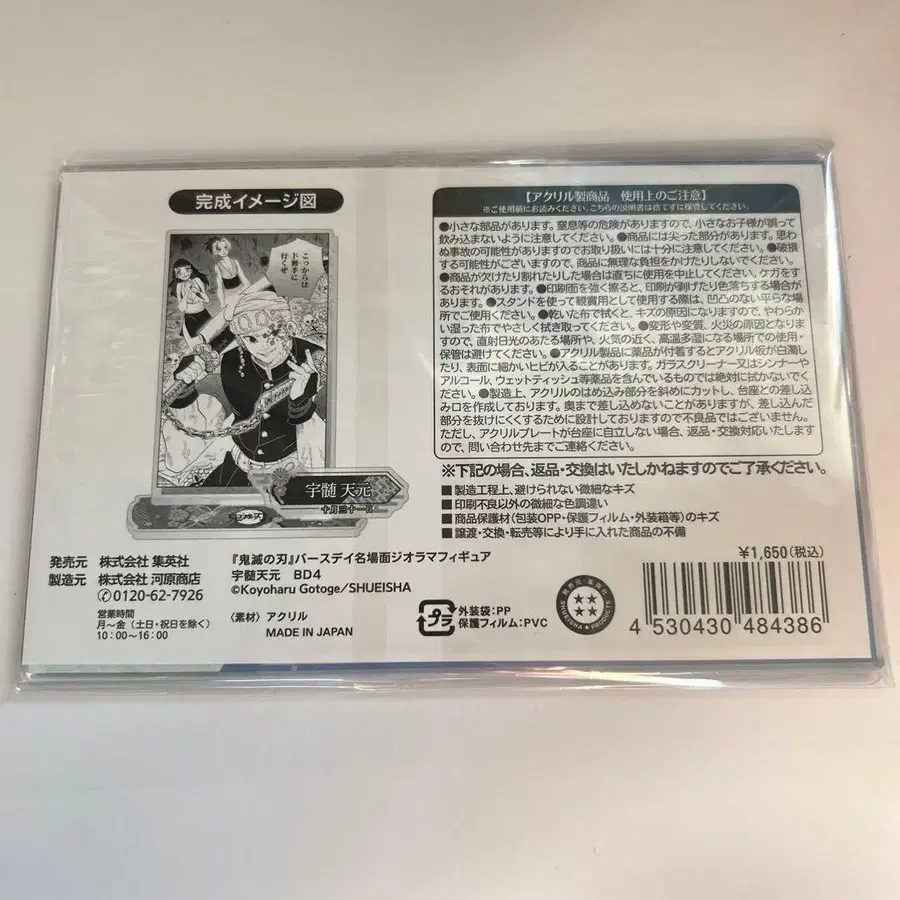 完成イメージ図
こっからは
ド派手に
行くぜ
宇髄 天元
十月三十一日
【アクリル製商品 使用上のご注意】
※ご使用前にお読みください。こちらの説明書は捨てずに保管してください。
●小さな部品があります。窒息等の危険がありますので、小さなお子様が誤って
飲み込まないように注意してください。●商品には尖った部分があります。思わ
ぬ事故の可能性がありますのでお取り扱いには十分に注意してください。●破損
する可能性がございますので、商品に無理な負担をかけたりしないでください。
●商品が欠けたり割れたりした場合は直ちに使用を中止してください。ケガをす
るおそれがあります。●印刷面を強く擦ると、印刷が剥げたり色落ちする場合が
あります。●スタンドを使って観賞用として使用する際は、凹凸のない平らな場
所でご使用ください。●乾いた布で拭くと、キズの原因になりますので、やわらか
い湿った布でやさしく拭き取ってください。●変形や変質、火災の原因となりま
すので、直射日光のあたる場所や、火気の近く、高温多湿になる場所での使用・
保管は避けてください。●アクリル製品に薬品が付着するとアクリル板が白濁し
たり、表面に細かいヒビが入ることがあります。ガラスクリーナー又はシンナーや
アルコール、ウェットティッシュ等薬品を含んでいるものでは絶対に拭かないでくだ
さい。●製造上、アクリルのはめ込み部分を斜めにカットし、台座との差し込
み口を作成しております。奥まで差し込めないことがありますが、差し込んだ
部分を抜けにくくするために設計しておりますので不良品ではございません。
ただし、アクリルプレートが台座に自立しない場合、返品・交換対応いたします
ので、問い合わせ先までご連絡ください。
※下記の場合、返品・交換はいたしかねますのでご了承ください。
■製造工程上、避けられない微細なキズ
■印刷不良以外の微細な色調違い
■商品保護材(包装OPP・保護フィルム・外装箱等)のキズ
■譲渡・交換・転売等により手に入れた商品の不備
発売元 株式会社 集英社
製造元 株式会社 河原商店
✆0120-62-7926
営業時間
月〜金(土日・祝日を除く)
10:00〜16:00
『鬼滅の刃』バースデイ名場面ジオラマフィギュア
宇髄天元 BD4
©Koyoharu Gotoge/SHUEISHA
〈素材〉アクリル
MADE IN JAPAN
プラ
外装袋:PP
保護フィルム:PVC
発売元・集英社
SHUEISHA PRODUCTS
¥1,650(税込)
4 530430 484386